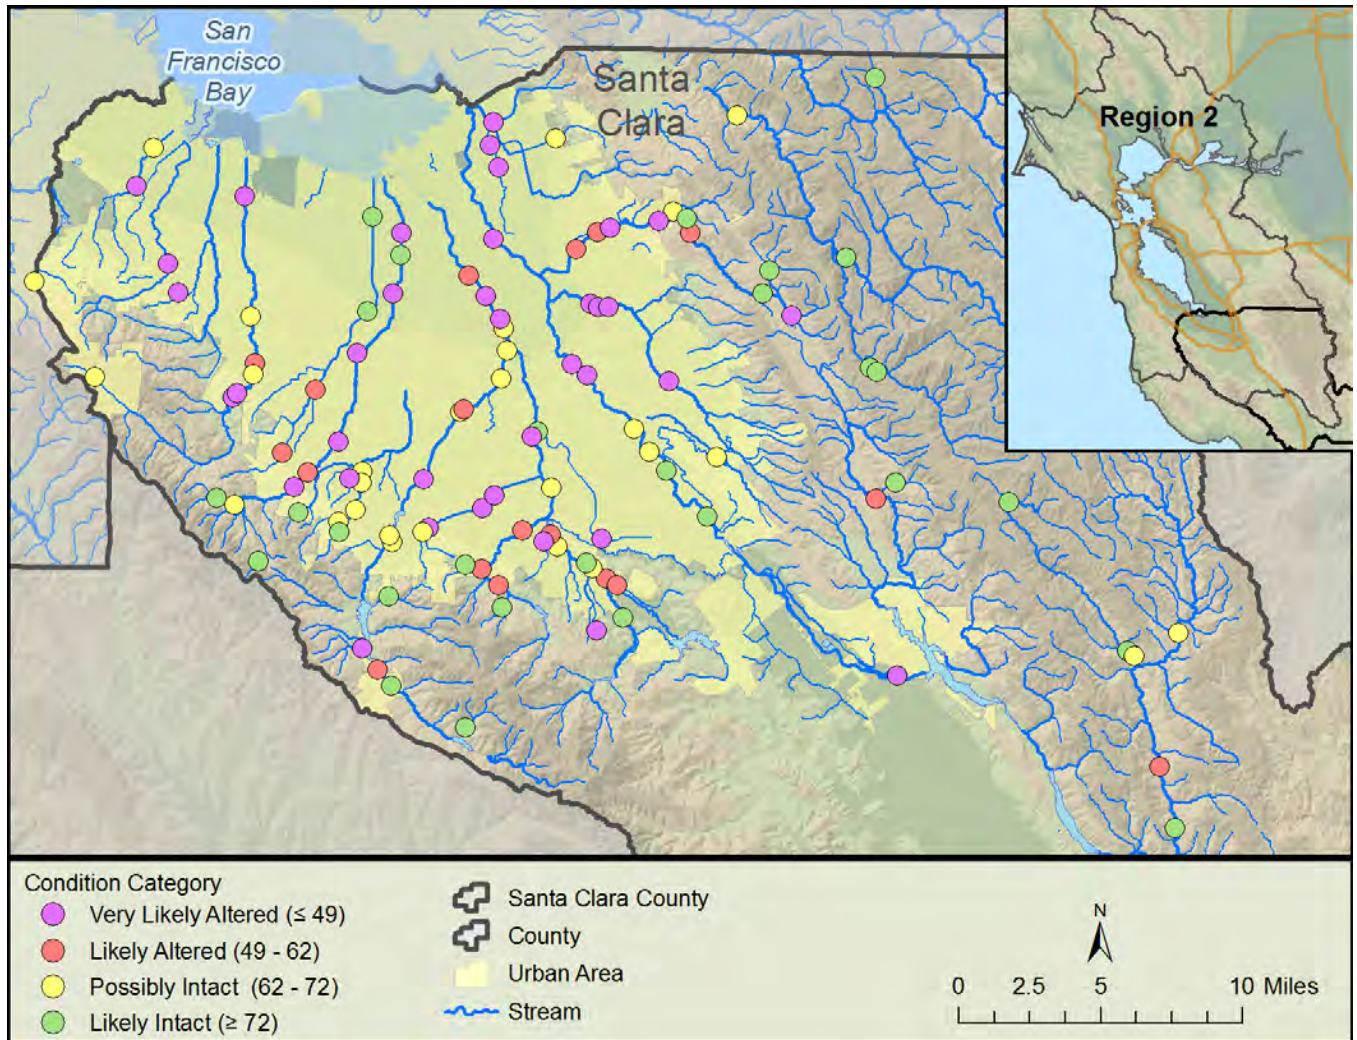 San
Francisco
Bay
Santa
Clara
Region 2
Condition Category
Very Likely Altered (≤ 49)
Likely Altered (49 - 62)
Possibly Intact (62 - 72)
Likely Intact (≥ 72)
Santa Clara County
County
Urban Area
Stream
N
0 2.5 5 10 Miles